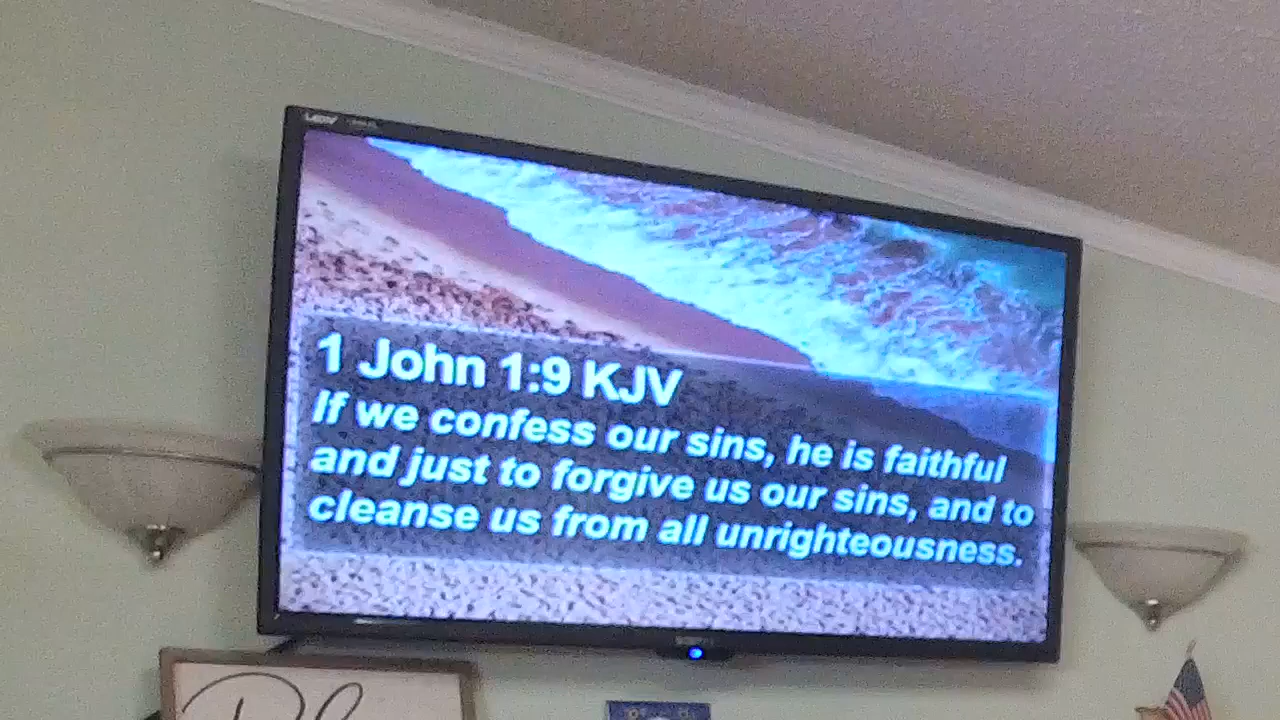 1 John 1:9 KJV
If we confess our sins, he is faithful
and just to forgive us our sins, and to
cleanse us from all unrighteousness.